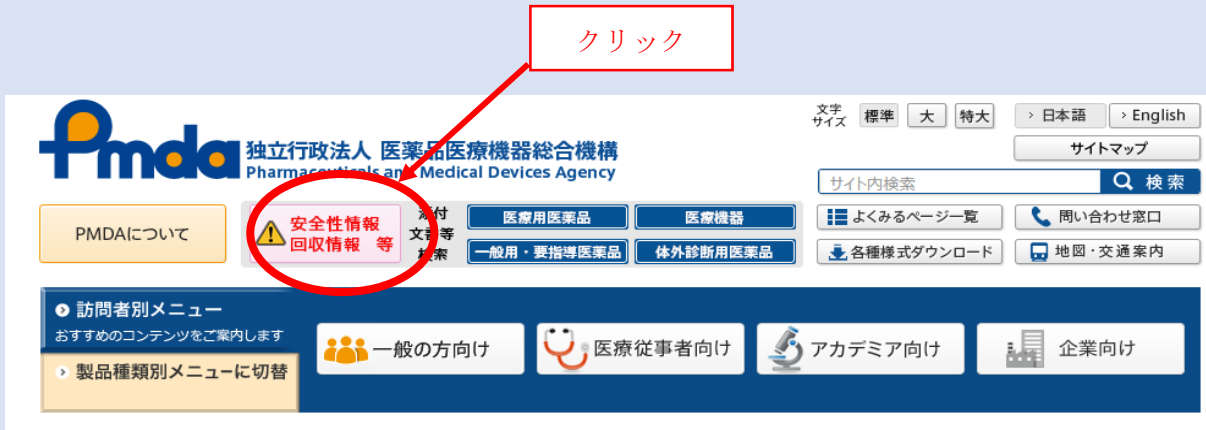 クリック
文字
サイズ
標準
大
特大
› 日本語
› English
Pmda
独立行政法人 医薬品医療機器総合機構
Pharmaceuticals and Medical Devices Agency
サイトマップ
サイト内検索
検索
PMDAについて
安全性情報
回収情報 等
添付
文書等
検索
医療用医薬品
医療機器
一般用・要指導医薬品
体外診断用医薬品
よくみるページ一覧
問い合わせ窓口
各種様式ダウンロード
地図・交通案内
訪問者別メニュー
おすすめのコンテンツをご案内します
製品種類別メニューに切替
一般の方向け
医療従事者向け
アカデミア向け
企業向け